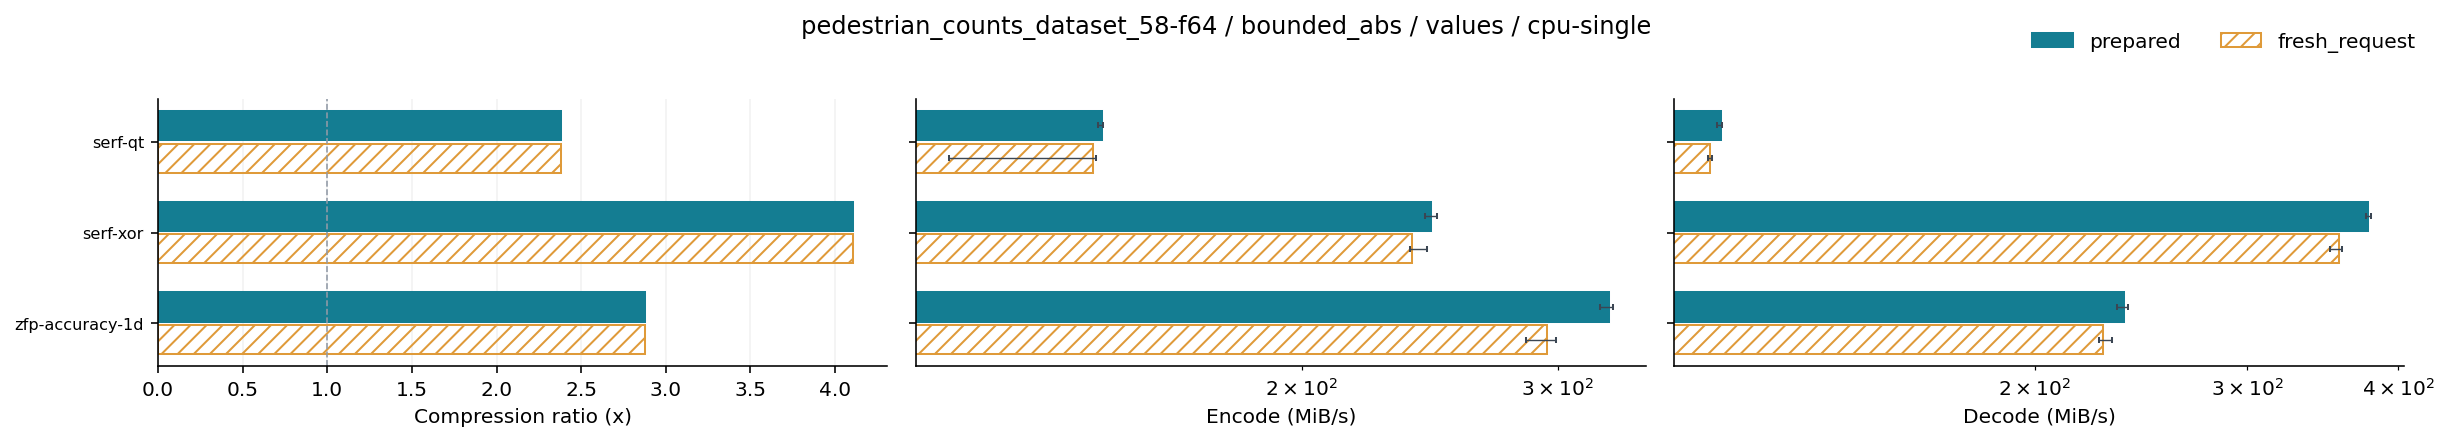 pedestrian_counts_dataset_58-f64 / bounded_abs / values / cpu-single
prepared
fresh_request
serf-qt
serf-xor
zfp-accuracy-1d
0.0 0.5 1.0 1.5 2.0 2.5 3.0 3.5 4.0
Compression ratio (x)
2 × 10² 3 × 10²
Encode (MiB/s)
2 × 10² 3 × 10² 4 × 10²
Decode (MiB/s)